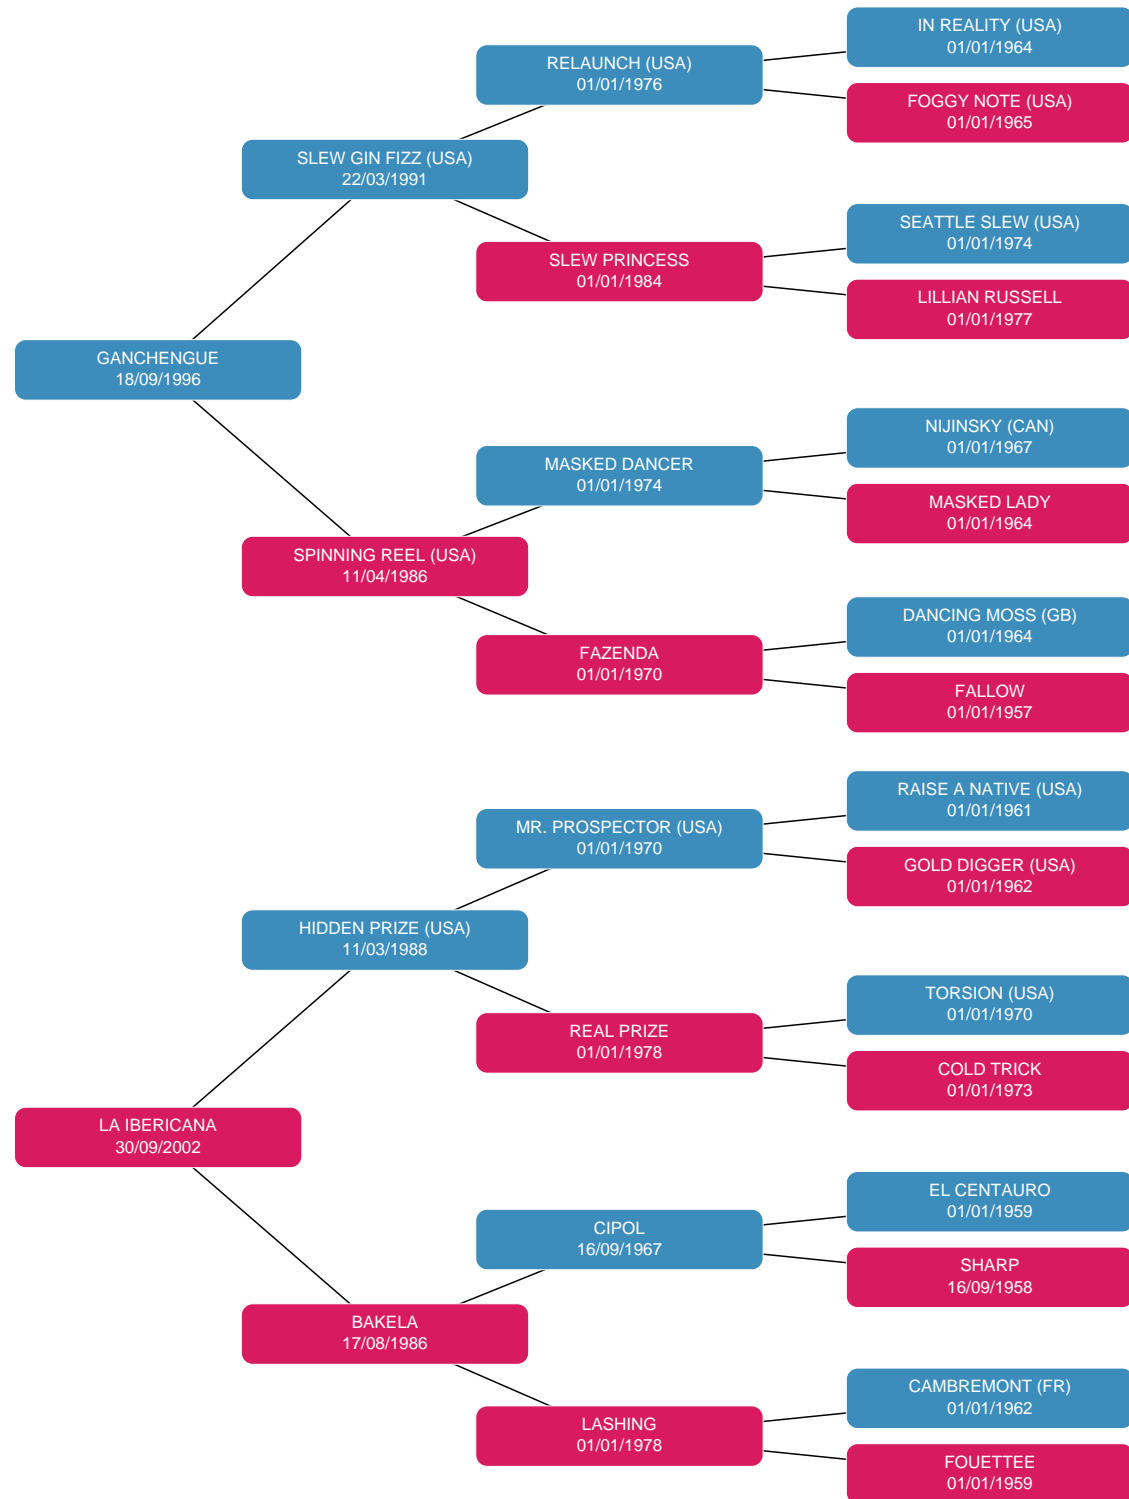 IN REALITY (USA)
01/01/1964
RELAUNCH (USA)
01/01/1976
FOGGY NOTE (USA)
01/01/1965
SLEW GIN FIZZ (USA)
22/03/1991
SEATTLE SLEW (USA)
01/01/1974
SLEW PRINCESS
01/01/1984
LILLIAN RUSSELL
01/01/1977
GANCHENGUE
18/09/1996
NIJINSKY (CAN)
01/01/1967
MASKED DANCER
01/01/1974
MASKED LADY
01/01/1964
SPINNING REEL (USA)
11/04/1986
DANCING MOSS (GB)
01/01/1964
FAZENDA
01/01/1970
FALLOW
01/01/1957
RAISE A NATIVE (USA)
01/01/1961
MR. PROSPECTOR (USA)
01/01/1970
GOLD DIGGER (USA)
01/01/1962
HIDDEN PRIZE (USA)
11/03/1988
TORSION (USA)
01/01/1970
REAL PRIZE
01/01/1978
COLD TRICK
01/01/1973
LA IBERICANA
30/09/2002
EL CENTAURO
01/01/1959
CIPOL
16/09/1967
SHARP
16/09/1958
BAKELA
17/08/1986
CAMBREMONT (FR)
01/01/1962
LASHING
01/01/1978
FOUETTEE
01/01/1959